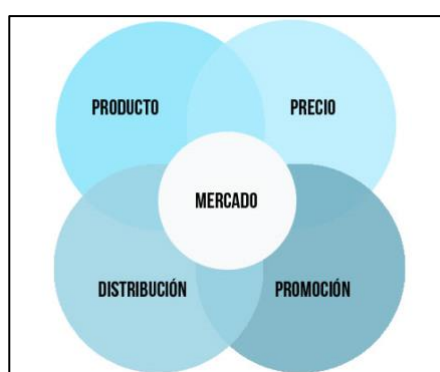 PRODUCTO
PRECIO
MERCADO
DISTRIBUCIÓN
PROMOCIÓN